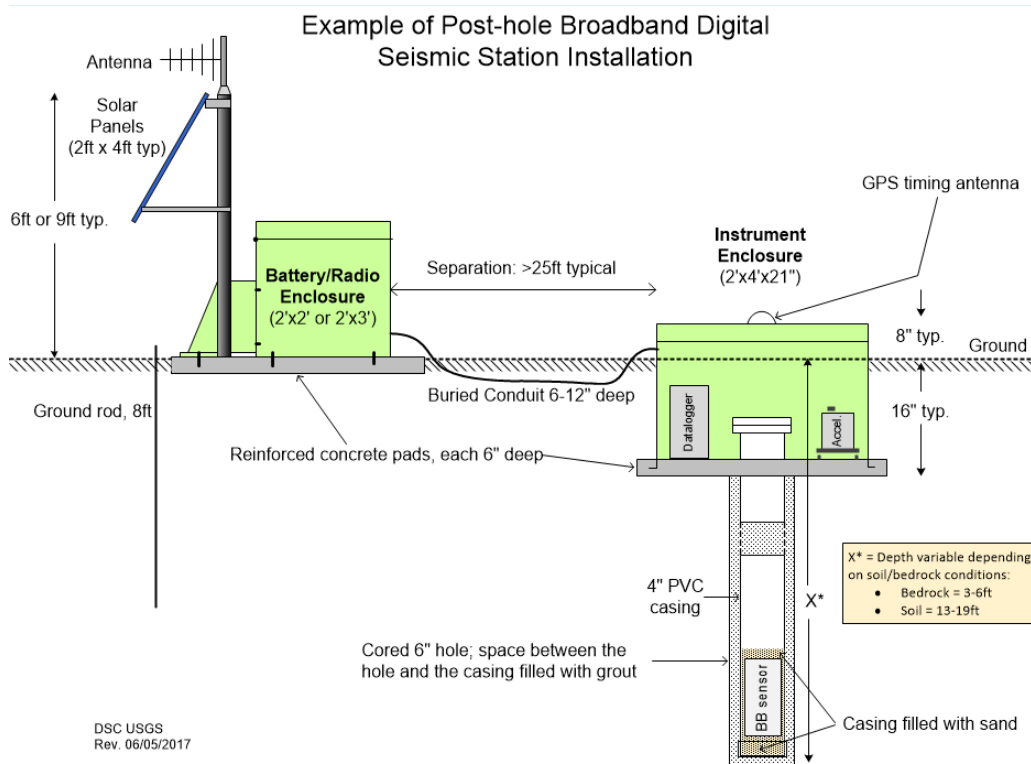 Example of Post-hole Broadband Digital
Seismic Station Installation
Antenna
Solar
Panels
(2ft x 4ft typ)
6ft or 9ft typ.
GPS timing antenna
Battery/Radio
Enclosure
(2'x2' or 2'x3')
Separation: >25ft typical
Instrument
Enclosure
(2'x4'x21")
8" typ.
Ground
Buried Conduit 6-12" deep
Ground rod, 8ft
16" typ.
Datalogger
Accel.
Reinforced concrete pads, each 6" deep
4" PVC
casing
X*
X* = Depth variable depending
on soil/bedrock conditions:
• Bedrock = 3-6ft
• Soil = 13-19ft
Cored 6" hole; space between the
hole and the casing filled with grout
BB sensor
Casing filled with sand
DSC USGS
Rev. 06/05/2017